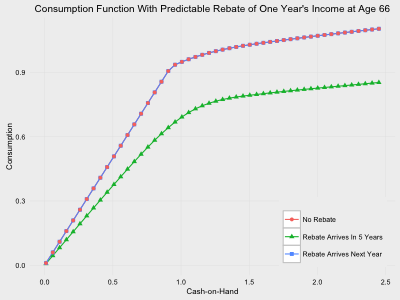 Consumption Function With Predictable Rebate of One Year's Income at Age 66
Consumption
0.9
0.6
0.3
0.0
0.0 0.5 1.0 1.5 2.0 2.5
Cash-on-Hand
No Rebate
Rebate Arrives In 5 Years
Rebate Arrives Next Year